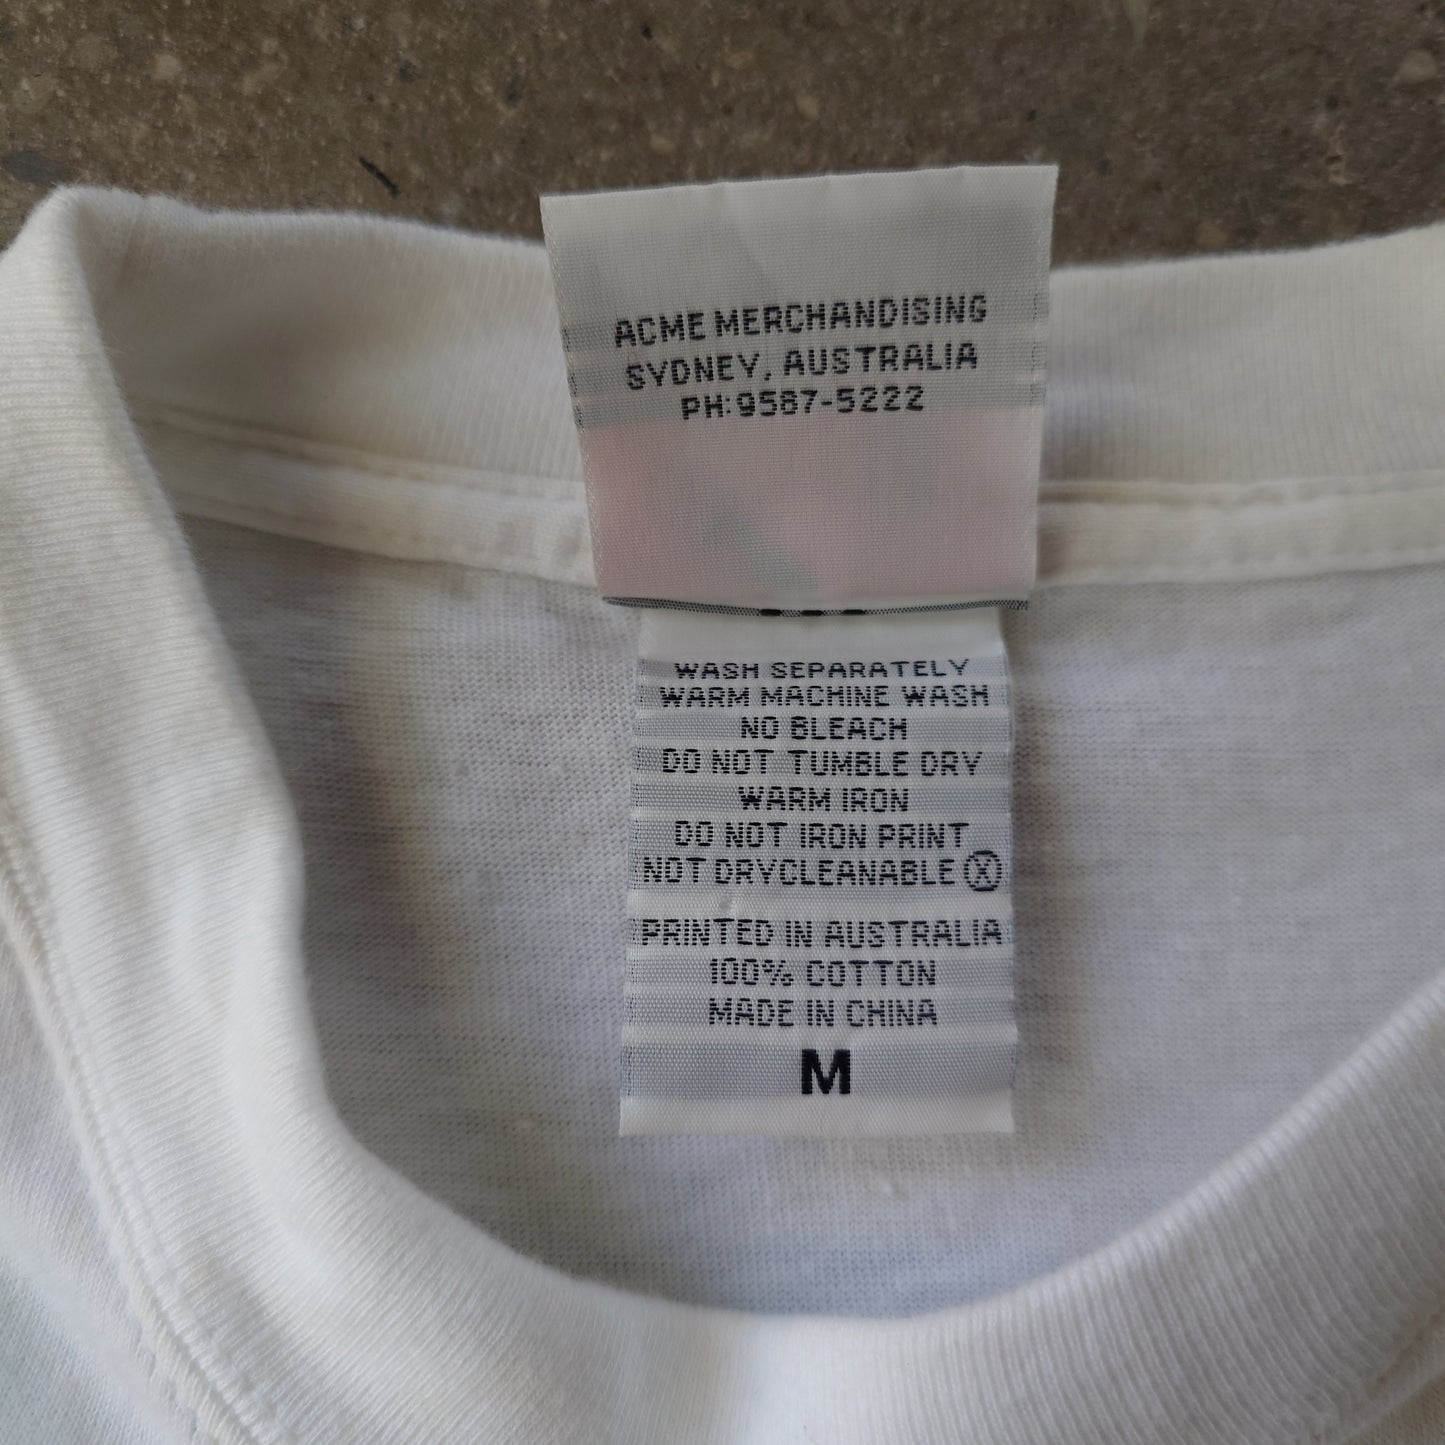 ACME MERCHANDISING
SYDNEY, AUSTRALIA
PH:9587-5222
WASH SEPARATELY
WARM MACHINE WASH
NO BLEACH
DO NOT TUMBLE DRY
WARM IRON
DO NOT IRON PRINT
NOT DRYCLEANABLE Ⓧ
PRINTED IN AUSTRALIA
100% COTTON
MADE IN CHINA
M